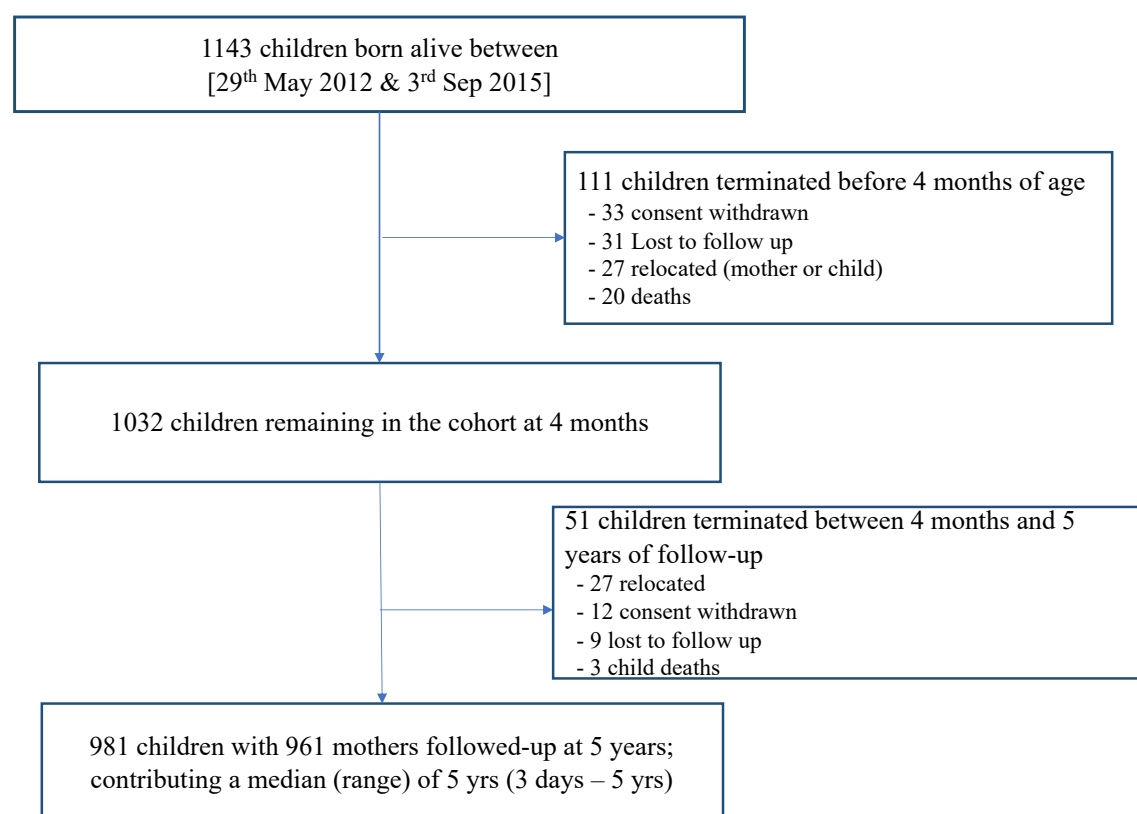 1143 children born alive between
[29th May 2012 & 3rd Sep 2015]
111 children terminated before 4 months of age
- 33 consent withdrawn
- 31 Lost to follow up
- 27 relocated (mother or child)
- 20 deaths
1032 children remaining in the cohort at 4 months
51 children terminated between 4 months and 5
years of follow-up
- 27 relocated
- 12 consent withdrawn
- 9 lost to follow up
- 3 child deaths
981 children with 961 mothers followed-up at 5 years;
contributing a median (range) of 5 yrs (3 days – 5 yrs)